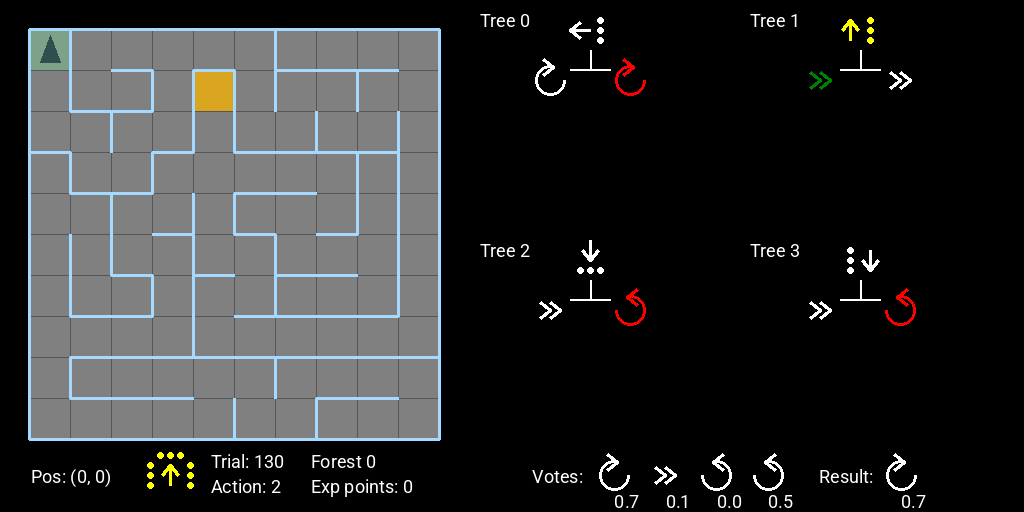 Tree 0
Tree 1
Tree 2
Tree 3
Pos: (0, 0)
Trial: 130
Forest 0
Action: 2
Exp points: 0
Votes:
0.7
0.1
0.0
0.5
Result:
0.7